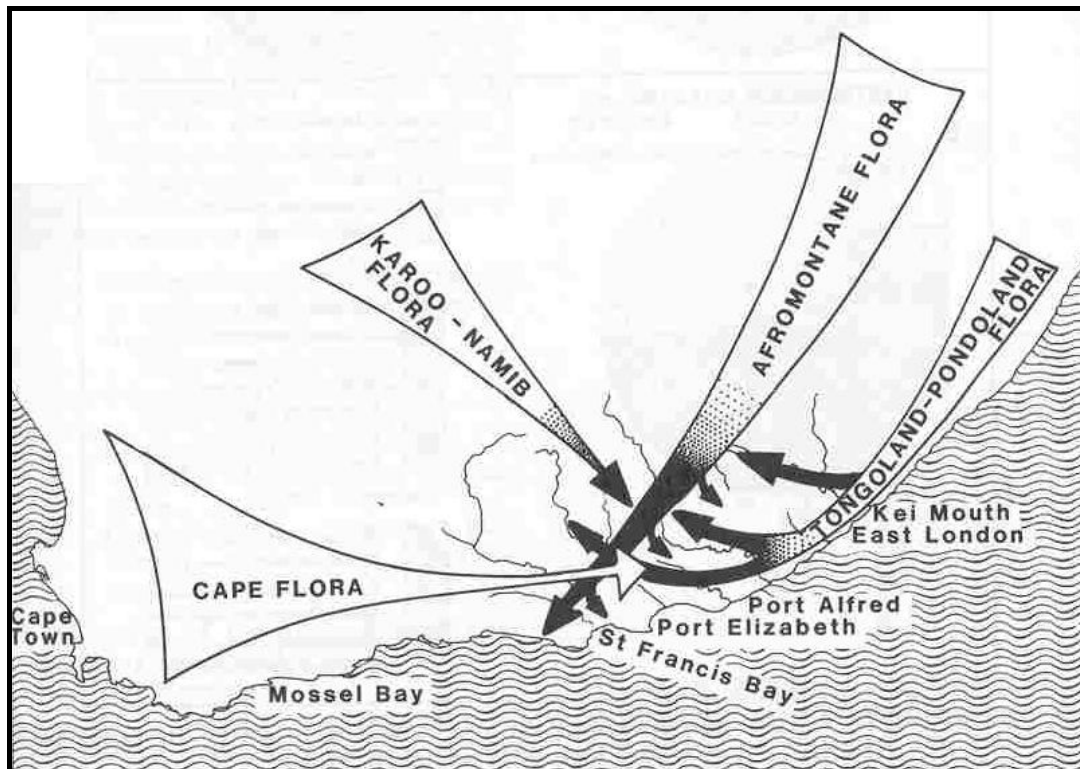 AFROMONTANE FLORA
KAROO - NAMIB
FLORA
TONGOLAND-PONDOLAND
FLORA
CAPE FLORA
Kei Mouth
East London
Cape
Town
Port Alfred
Port Elizabeth
St Francis Bay
Mossel Bay